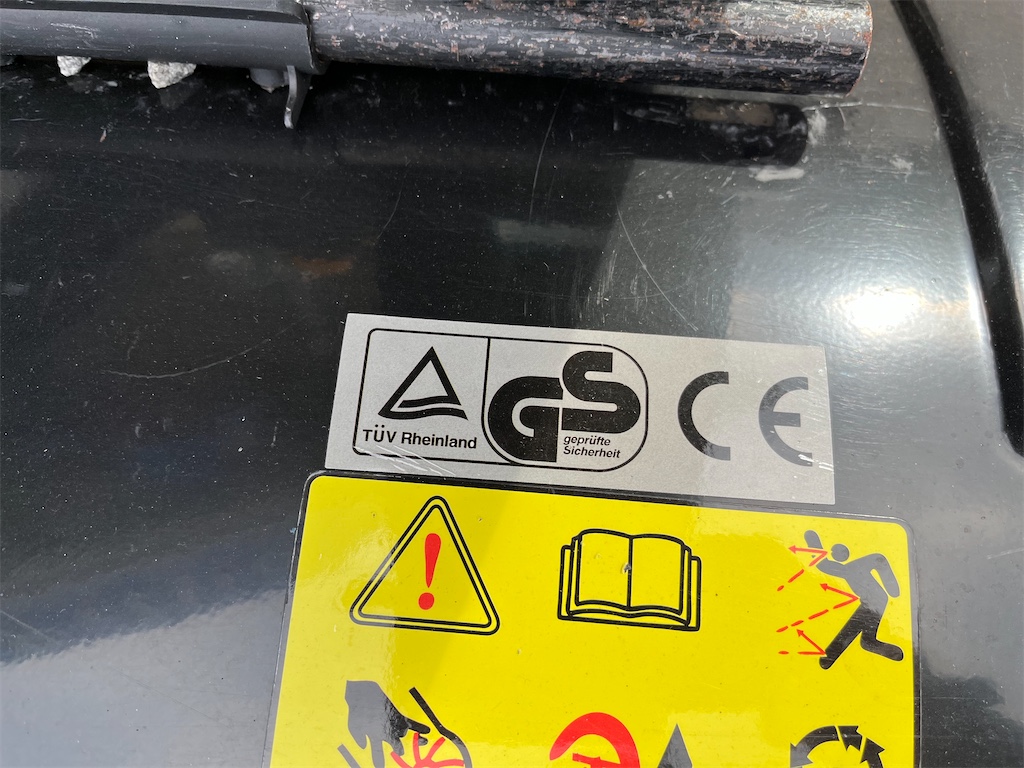 TÜV Rheinland
GS
geprüfte
Sicherheit
CE